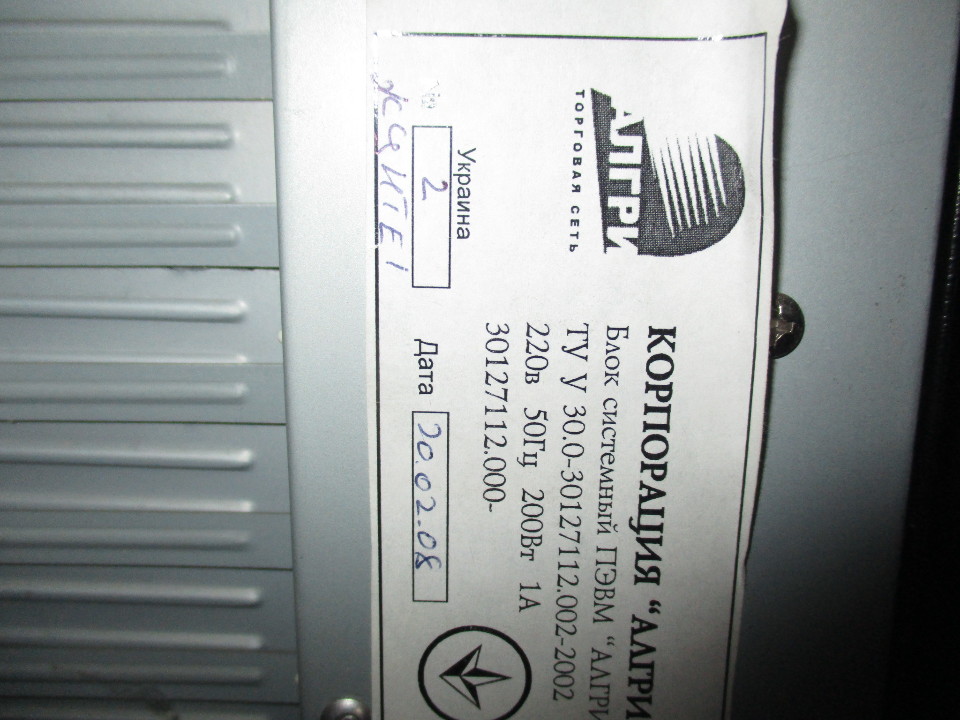 АЛГРИ
ТОРГОВАЯ СЕТЬ
КОРПОРАЦИЯ "АЛГРИ
Блок системный ПЭВМ "АЛГРИ
ТУ У 30.0-30127112.002-2002
220в 50Гц 200Вт 1А
30127112.000-
Украина
№ 2
Дата 20.02.08